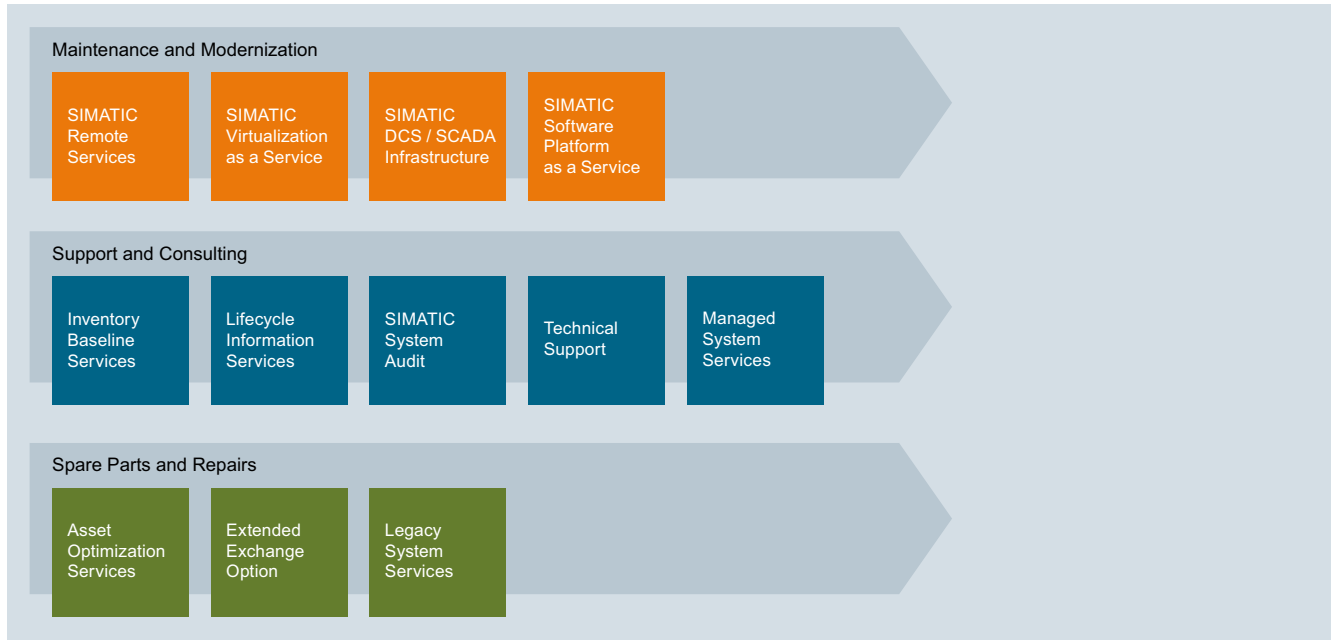 Maintenance and Modernization
SIMATIC
Remote
Services
SIMATIC
Virtualization
as a Service
SIMATIC
DCS / SCADA
Infrastructure
SIMATIC
Software
Platform
as a Service
Support and Consulting
Inventory
Baseline
Services
Lifecycle
Information
Services
SIMATIC
System
Audit
Technical
Support
Managed
System
Services
Spare Parts and Repairs
Asset
Optimization
Services
Extended
Exchange
Option
Legacy
System
Services